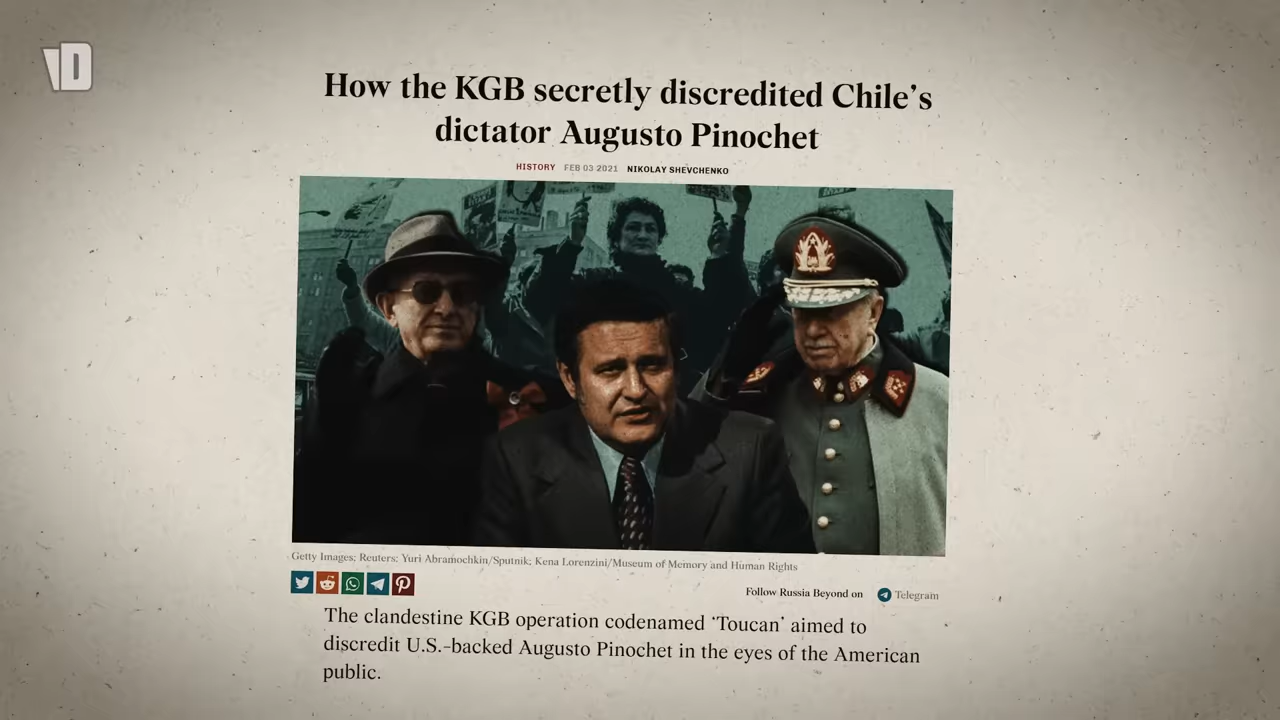 D
How the KGB secretly discredited Chile's
dictator Augusto Pinochet
HISTORY FEB 03 2021 NIKOLAY SHEVCHENKO
Getty Images; Reuters; Yuri Abramochkin/Sputnik; Kena Lorenzini/Museum of Memory and Human Rights
Follow Russia Beyond on Telegram
The clandestine KGB operation codenamed 'Toucan' aimed to
discredit U.S.-backed Augusto Pinochet in the eyes of the American
public.